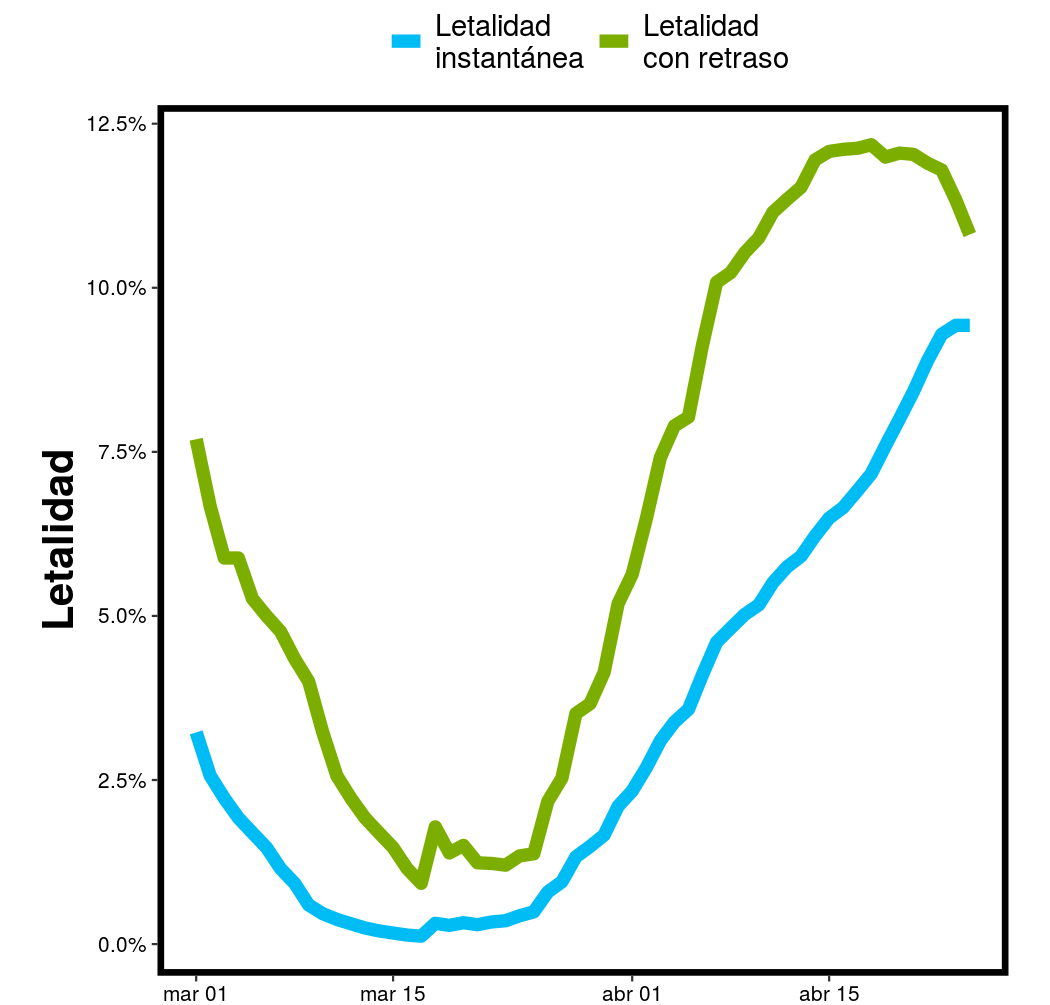 Letalidad
instantánea
Letalidad
con retraso
12.5%
10.0%
7.5%
5.0%
2.5%
0.0%
Letalidad
mar 01
mar 15
abr 01
abr 15